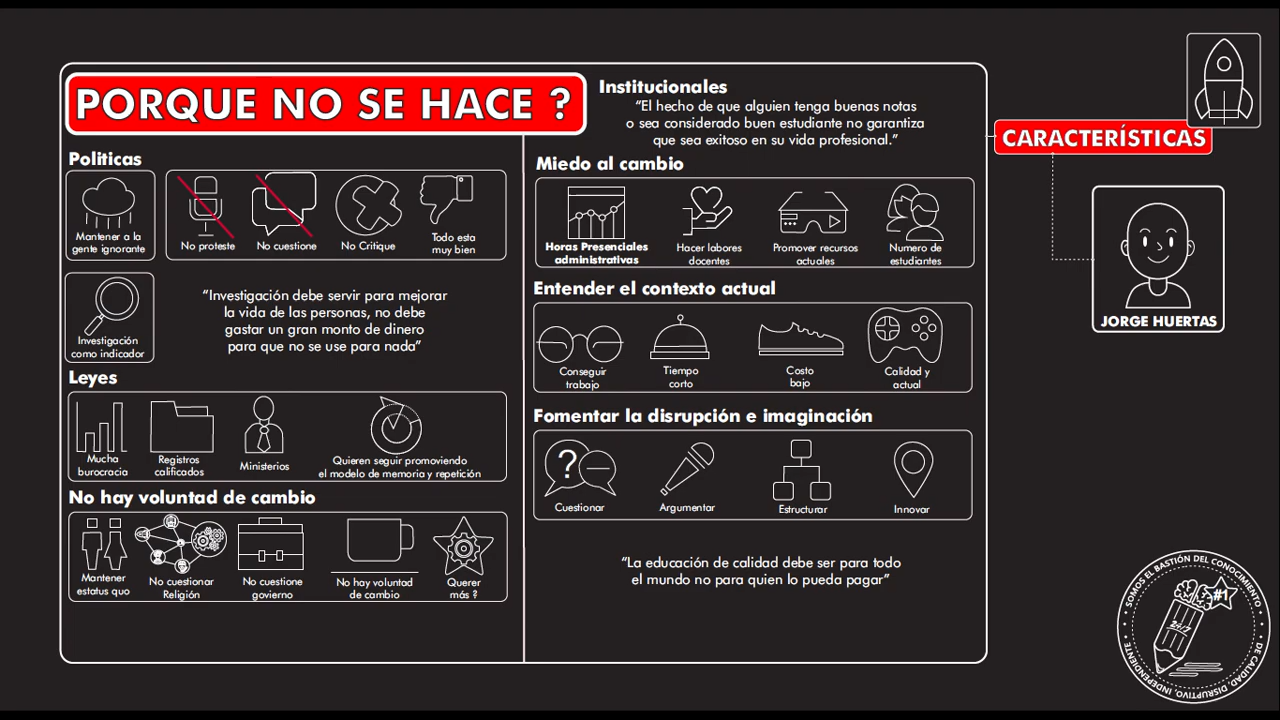 PORQUE NO SE HACE ?
Politicas
Mantener a la
gente ignorante
No proteste
No cuestione
No Critique
Todo esta
muy bien
Investigación
como indicador
“Investigación debe servir para mejorar
la vida de las personas, no debe
gastar un gran monto de dinero
para que no se use para nada”
Leyes
Mucha
burocracia
Registros
calificados
Ministerios
Quieren seguir promoviendo
el modelo de memoria y repetición
No hay voluntad de cambio
Mantener
estatus quo
No cuestionar
Religión
No cuestione
governo
No hay voluntad
de cambio
Querer
más ?
Institucionales
“El hecho de que alguien tenga buenas notas
o sea considerado buen estudiante no garantiza
que sea exitoso en su vida profesional.”
Miedo al cambio
Horas Presenciales
administrativas
Hacer labores
docentes
Promover recursos
actuales
Numero de
estudiantes
Entender el contexto actual
Conseguir
trabajo
Tiempo
corto
Costo
bajo
Calidad y
actual
Fomentar la disrupción e imaginación
?
Cuestionar
Argumentar
Estructurar
Innovar
“La educación de calidad debe ser para todo
el mundo no para quien lo pueda pagar”
CARACTERÍSTICAS
JORGE HUERTAS
SOMOS EL BASTIÓN DEL CONOCIMIENTO
#1
24/7
DE CALIDAD, DISRUPTIVO, INDEPENDIENTE